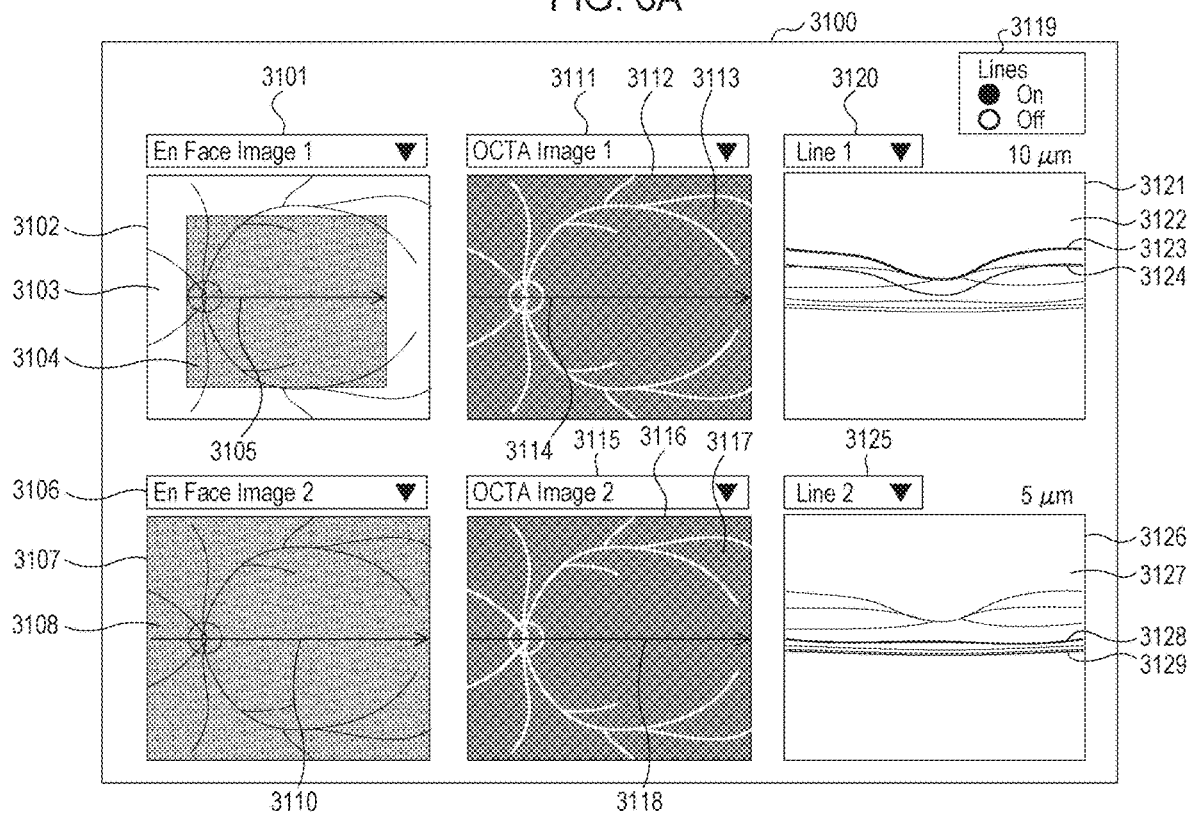 FIG. 6A
3100
3119
Lines
On
Off
3101
3111
3112
3113
3120
En Face Image 1
OCTA Image 1
Line 1
10 μm
3121
3102
3122
3123
3103
3124
3104
3105
3114
3115
3116
3117
3125
3106
En Face Image 2
OCTA Image 2
Line 2
5 μm
3126
3107
3127
3108
3128
3129
3110
3118